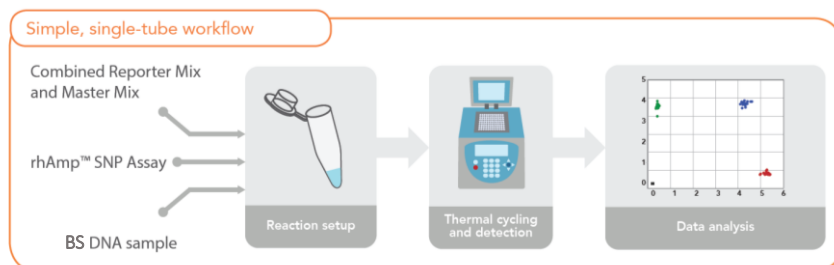 Simple, single-tube workflow
Combined Reporter Mix
and Master Mix
rhAmp™ SNP Assay
BS DNA sample
Reaction setup
Thermal cycling
and detection
5
4
3
2
1
0
0 1 2 3 4 5 6
Data analysis